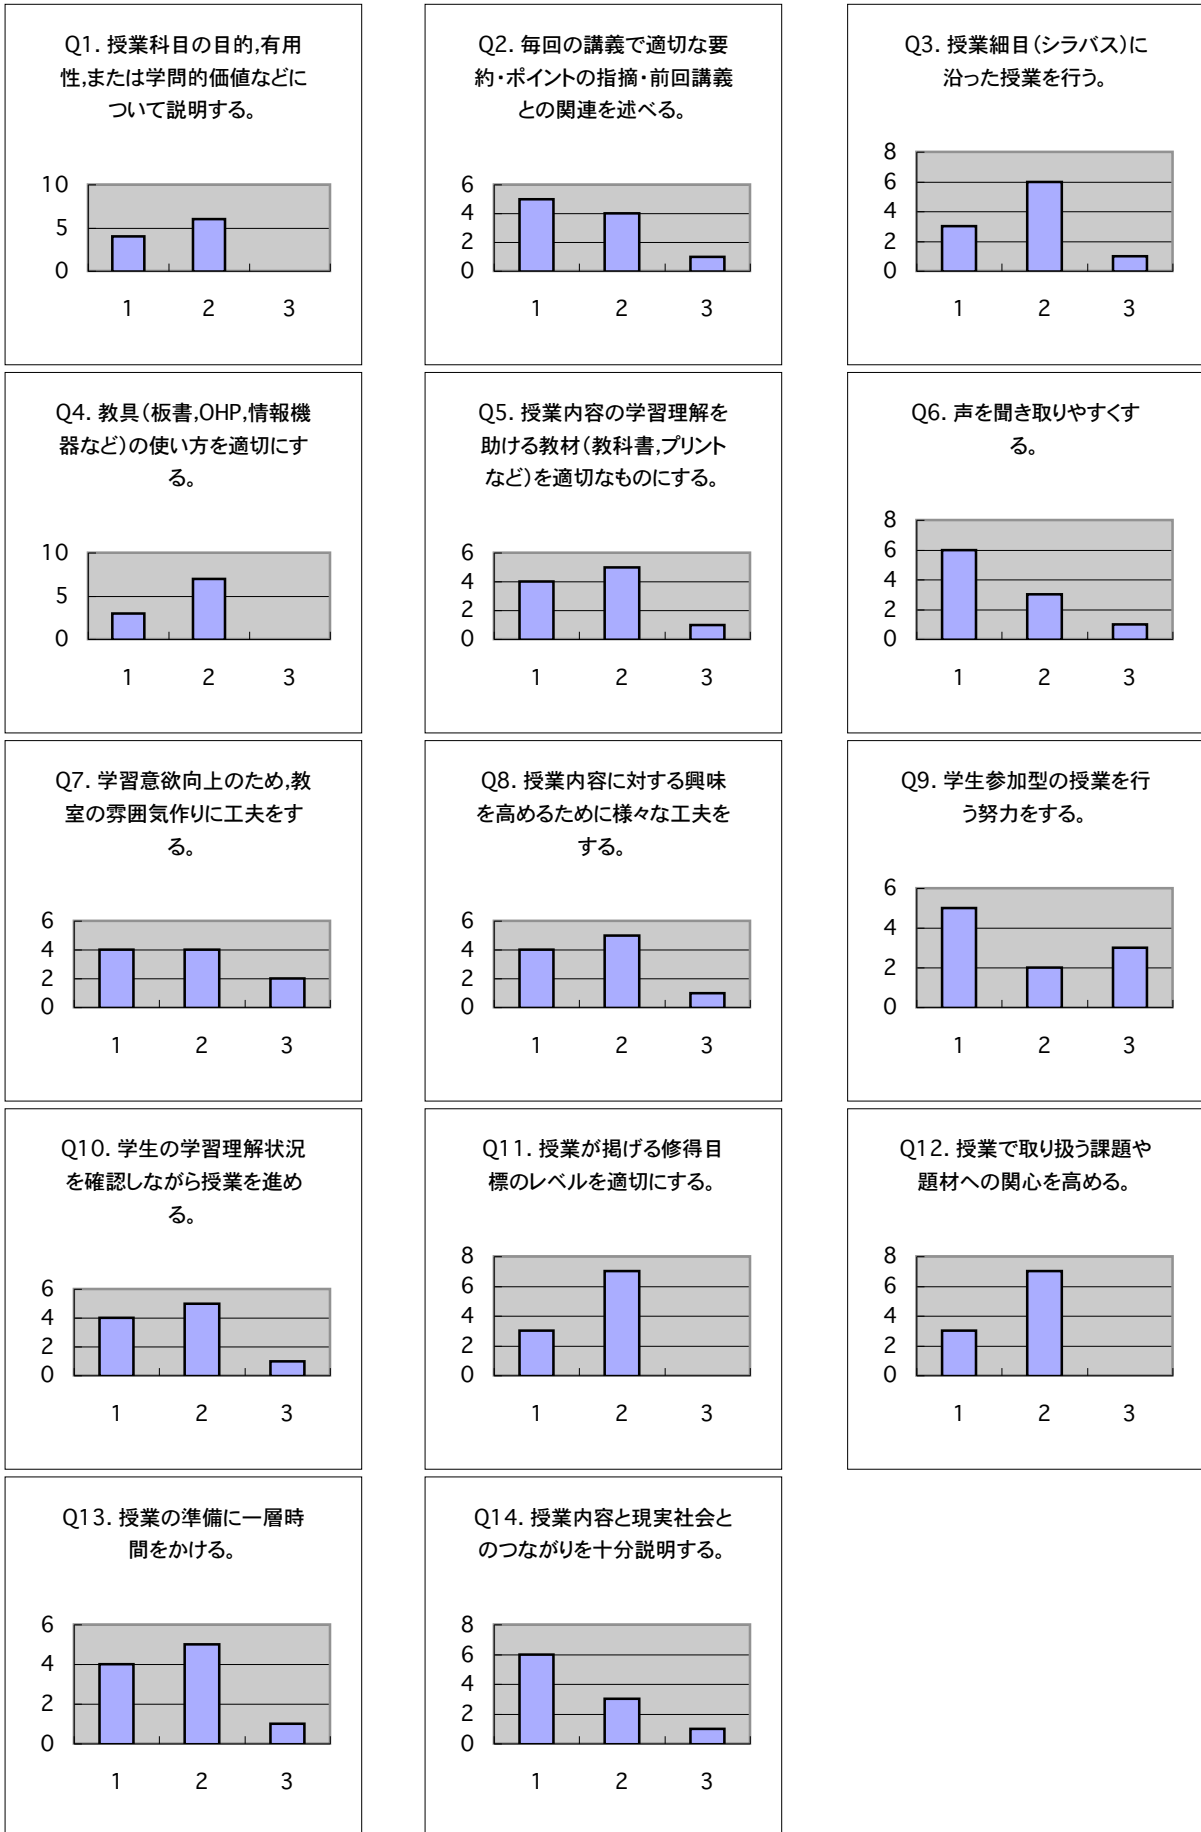 Q1. 授業科目の目的,有用
性,または学問的価値などに
ついて説明する。
10
5
0
1 2 3
Q2. 毎回の講義で適切な要
約・ポイントの指摘・前回講義
との関連を述べる。
6
4
2
0
1 2 3
Q3. 授業細目(シラバス)に
沿った授業を行う。
8
6
4
2
0
1 2 3
Q4. 教具(板書,OHP,情報機
器など)の使い方を適切にす
る。
10
5
0
1 2 3
Q5. 授業内容の学習理解を
助ける教材(教科書,プリント
など)を適切なものにする。
6
4
2
0
1 2 3
Q6. 声を聞き取りやすくす
る。
8
6
4
2
0
1 2 3
Q7. 学習意欲向上のため,教
室の雰囲気作りに工夫をす
る。
6
4
2
0
1 2 3
Q8. 授業内容に対する興味
を高めるために様々な工夫を
する。
6
4
2
0
1 2 3
Q9. 学生参加型の授業を行
う努力をする。
6
4
2
0
1 2 3
Q10. 学生の学習理解状況
を確認しながら授業を進め
る。
6
4
2
0
1 2 3
Q11. 授業が掲げる修得目
標のレベルを適切にする。
8
6
4
2
0
1 2 3
Q12. 授業で取り扱う課題や
題材への関心を高める。
8
6
4
2
0
1 2 3
Q13. 授業の準備に一層時
間をかける。
6
4
2
0
1 2 3
Q14. 授業内容と現実社会と
のつながりを十分説明する。
8
6
4
2
0
1 2 3